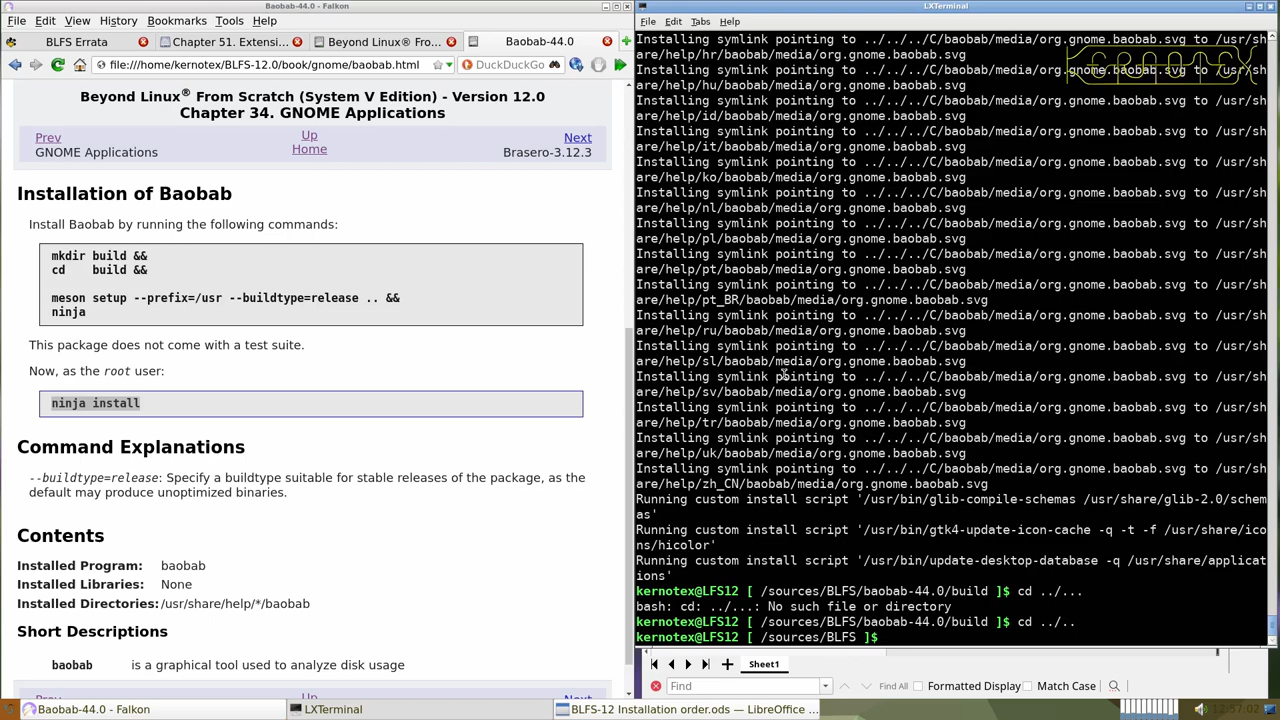 Baobab-44.0 - Falkon
File Edit View History Bookmarks Tools Help
BLFS Errata
Chapter 51. Extensi...
Beyond Linux® Fro...
Baobab-44.0
file:///home/kernotex/BLFS-12.0/book/gnome/baobab.html
DuckDuckGo
Beyond Linux® From Scratch (System V Edition) - Version 12.0
Chapter 34. GNOME Applications
Prev Up Next
GNOME Applications Home Brasero-3.12.3
Installation of Baobab
Install Baobab by running the following commands:
mkdir build &&
cd    build &&
meson setup --prefix=/usr --buildtype=release .. &&
ninja
This package does not come with a test suite.
Now, as the root user:
ninja install
Command Explanations
--buildtype=release: Specify a buildtype suitable for stable releases of the package, as the
default may produce unoptimized binaries.
Contents
Installed Program: baobab
Installed Libraries: None
Installed Directories: /usr/share/help/*/baobab
Short Descriptions
baobab is a graphical tool used to analyze disk usage
LXTerminal
File Edit Tabs Help
KERNOTEX
Installing symlink pointing to ../../../C/baobab/media/org.gnome.baobab.svg to /usr/sh
are/help/hr/baobab/media/org.gnome.baobab.svg
Installing symlink pointing to ../../../C/baobab/media/org.gnome.baobab.svg to /usr/sh
are/help/hu/baobab/media/org.gnome.baobab.svg
Installing symlink pointing to ../../../C/baobab/media/org.gnome.baobab.svg to /usr/sh
are/help/id/baobab/media/org.gnome.baobab.svg
Installing symlink pointing to ../../../C/baobab/media/org.gnome.baobab.svg to /usr/sh
are/help/it/baobab/media/org.gnome.baobab.svg
Installing symlink pointing to ../../../C/baobab/media/org.gnome.baobab.svg to /usr/sh
are/help/ko/baobab/media/org.gnome.baobab.svg
Installing symlink pointing to ../../../C/baobab/media/org.gnome.baobab.svg to /usr/sh
are/help/nl/baobab/media/org.gnome.baobab.svg
Installing symlink pointing to ../../../C/baobab/media/org.gnome.baobab.svg to /usr/sh
are/help/pl/baobab/media/org.gnome.baobab.svg
Installing symlink pointing to ../../../C/baobab/media/org.gnome.baobab.svg to /usr/sh
are/help/pt/baobab/media/org.gnome.baobab.svg
Installing symlink pointing to ../../../C/baobab/media/org.gnome.baobab.svg to /usr/sh
are/help/pt_BR/baobab/media/org.gnome.baobab.svg
Installing symlink pointing to ../../../C/baobab/media/org.gnome.baobab.svg to /usr/sh
are/help/ru/baobab/media/org.gnome.baobab.svg
Installing symlink pointing to ../../../C/baobab/media/org.gnome.baobab.svg to /usr/sh
are/help/sl/baobab/media/org.gnome.baobab.svg
Installing symlink pointing to ../../../C/baobab/media/org.gnome.baobab.svg to /usr/sh
are/help/sv/baobab/media/org.gnome.baobab.svg
Installing symlink pointing to ../../../C/baobab/media/org.gnome.baobab.svg to /usr/sh
are/help/tr/baobab/media/org.gnome.baobab.svg
Installing symlink pointing to ../../../C/baobab/media/org.gnome.baobab.svg to /usr/sh
are/help/uk/baobab/media/org.gnome.baobab.svg
Installing symlink pointing to ../../../C/baobab/media/org.gnome.baobab.svg to /usr/sh
are/help/zh_CN/baobab/media/org.gnome.baobab.svg
Running custom install script '/usr/bin/glib-compile-schemas /usr/share/glib-2.0/schem
as'
Running custom install script '/usr/bin/gtk4-update-icon-cache -q -t -f /usr/share/ico
ns/hicolor'
Running custom install script '/usr/bin/update-desktop-database -q /usr/share/applicat
ions'
kernotex@LFS12 [ /sources/BLFS/baobab-44.0/build ]$ cd ../...
bash: cd: ../...: No such file or directory
kernotex@LFS12 [ /sources/BLFS/baobab-44.0/build ]$ cd ../..
kernotex@LFS12 [ /sources/BLFS ]$
Sheet1
Find Find All Formatted Display Match Case
Baobab-44.0 - Falkon
LXTerminal
BLFS-12 Installation order.ods — LibreOffice ...
12:57:02